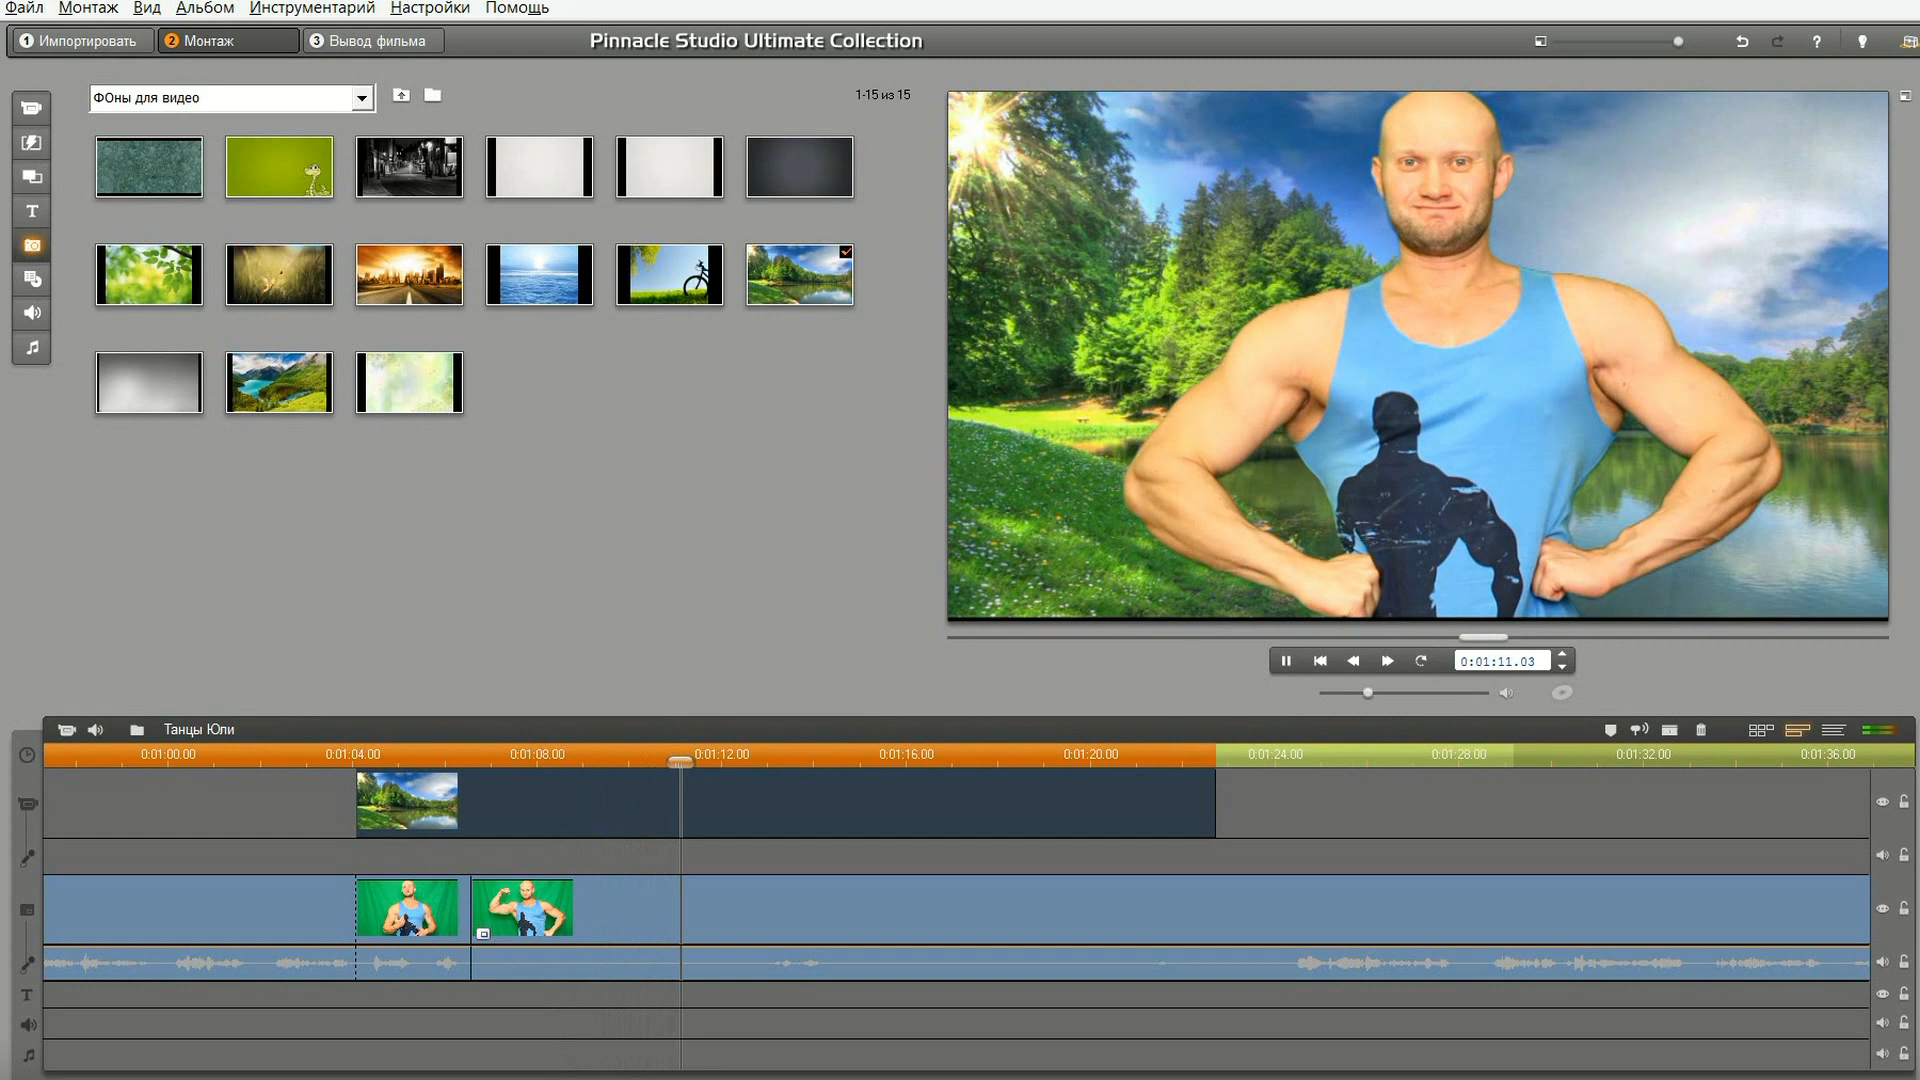 Файл Монтаж Вид Альбом Инструментарий Настройки Помощь
1 Импортировать 2 Монтаж 3 Вывод фильма Pinnacle Studio Ultimate Collection ?
ФОны для видео 1-15 из 15
T
0:01:11.03
Танцы Юли
0:01:00.00 0:01:04.00 0:01:08.00 0:01:12.00 0:01:16.00 0:01:20.00 0:01:24.00 0:01:28.00 0:01:32.00 0:01:36.00
T